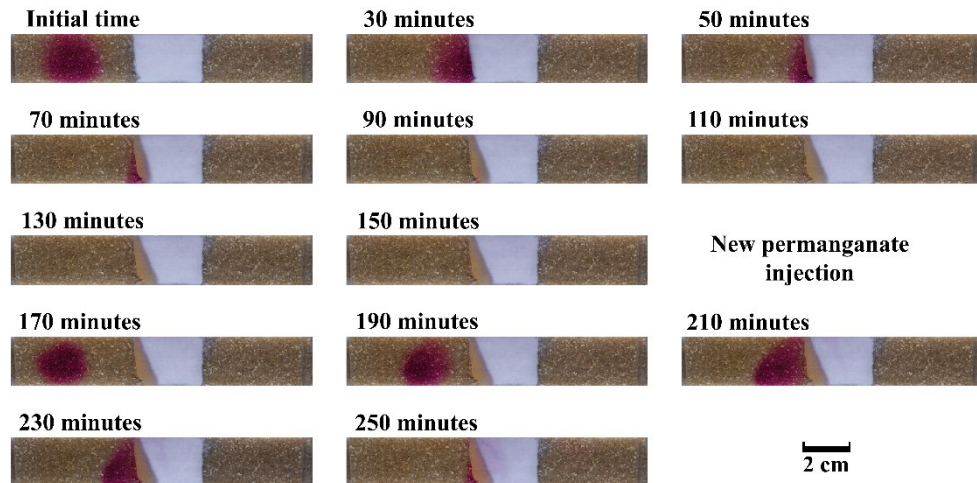 Initial time
30 minutes
50 minutes
70 minutes
90 minutes
110 minutes
130 minutes
150 minutes
New permanganate
injection
170 minutes
190 minutes
210 minutes
230 minutes
250 minutes
2 cm